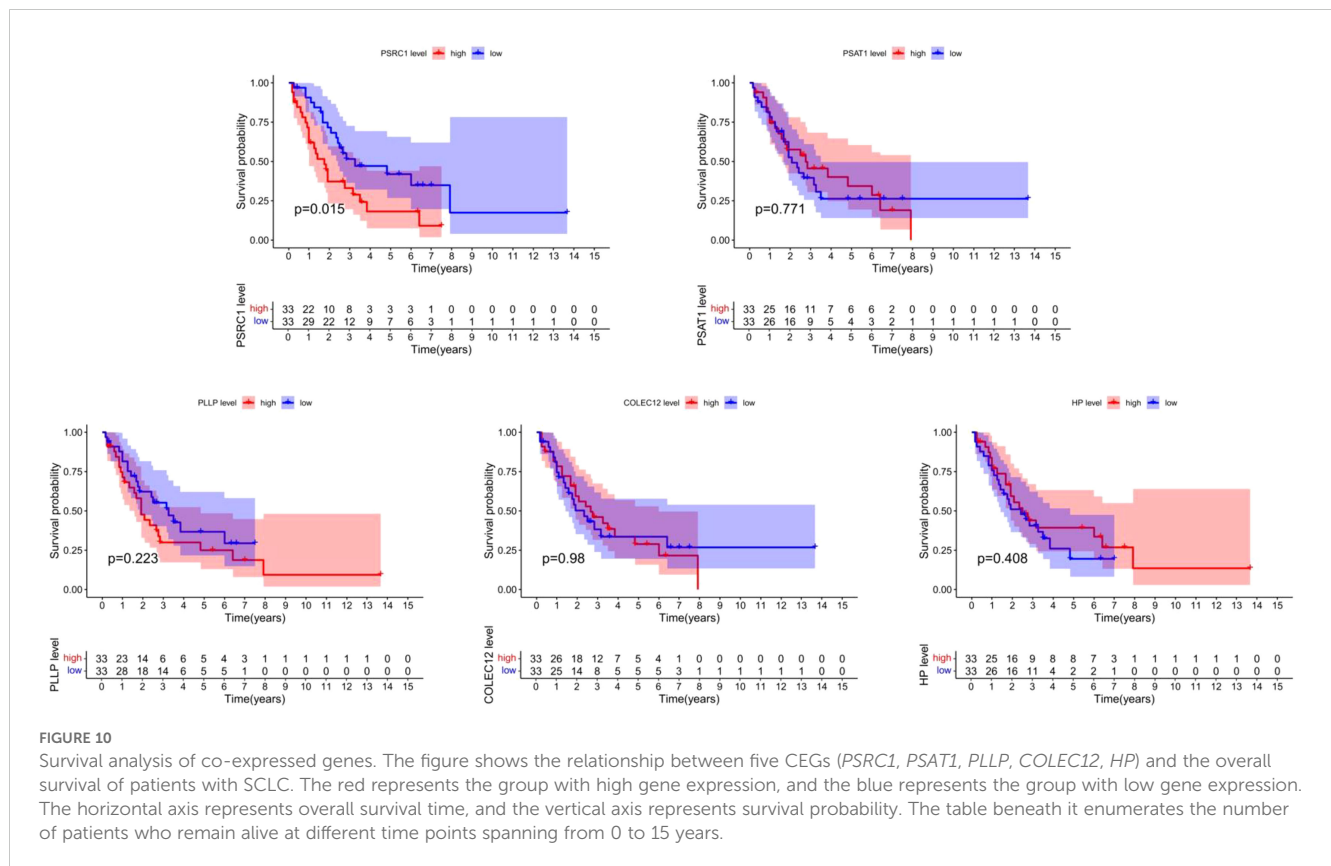 PSRC1 level high low
1.00
0.75
0.50
0.25
0.00
Survival probability
p=0.015
0 1 2 3 4 5 6 7 8 9 10 11 12 13 14 15
Time(years)
PSRC1 level
high 33 22 10 8 3 3 3 1 0 0 0 0 0 0 0 0
low 33 29 22 12 9 7 6 3 1 1 1 1 1 1 0 0
0 1 2 3 4 5 6 7 8 9 10 11 12 13 14 15
Time(years)
PSAT1 level high low
1.00
0.75
0.50
0.25
0.00
Survival probability
p=0.771
0 1 2 3 4 5 6 7 8 9 10 11 12 13 14 15
Time(years)
PSAT1 level
high 33 25 16 11 7 6 6 2 0 0 0 0 0 0 0 0
low 33 26 16 9 5 4 3 2 1 1 1 1 1 1 0 0
0 1 2 3 4 5 6 7 8 9 10 11 12 13 14 15
Time(years)
PLLP level high low
1.00
0.75
0.50
0.25
0.00
Survival probability
p=0.223
0 1 2 3 4 5 6 7 8 9 10 11 12 13 14 15
Time(years)
PLLP level
high 33 23 14 6 6 5 4 3 1 1 1 1 1 1 0 0
low 33 28 18 14 6 5 5 1 0 0 0 0 0 0 0 0
0 1 2 3 4 5 6 7 8 9 10 11 12 13 14 15
Time(years)
COLEC12 level high low
1.00
0.75
0.50
0.25
0.00
Survival probability
p=0.98
0 1 2 3 4 5 6 7 8 9 10 11 12 13 14 15
Time(years)
COLEC12 level
high 33 26 18 12 7 5 4 1 0 0 0 0 0 0 0 0
low 33 25 14 8 5 5 5 3 1 1 1 1 1 1 0 0
0 1 2 3 4 5 6 7 8 9 10 11 12 13 14 15
Time(years)
HP level high low
1.00
0.75
0.50
0.25
0.00
Survival probability
p=0.408
0 1 2 3 4 5 6 7 8 9 10 11 12 13 14 15
Time(years)
HP level
high 33 25 16 9 8 8 7 3 1 1 1 1 1 1 0 0
low 33 26 16 11 4 2 2 1 0 0 0 0 0 0 0 0
0 1 2 3 4 5 6 7 8 9 10 11 12 13 14 15
Time(years)
FIGURE 10
Survival analysis of co-expressed genes. The figure shows the relationship between five CEGs (PSRC1, PSAT1, PLLP, COLEC12, HP) and the overall
survival of patients with SCLC. The red represents the group with high gene expression, and the blue represents the group with low gene expression.
The horizontal axis represents overall survival time, and the vertical axis represents survival probability. The table beneath it enumerates the number
of patients who remain alive at different time points spanning from 0 to 15 years.